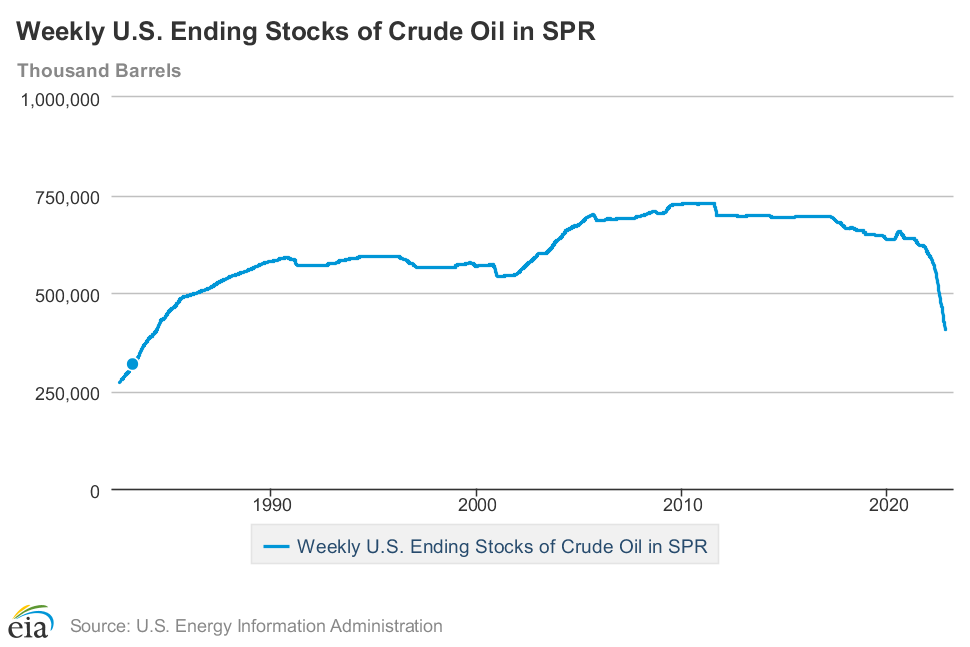 Weekly U.S. Ending Stocks of Crude Oil in SPR
Thousand Barrels
1,000,000
750,000
500,000
250,000
0
1990 2000 2010 2020
Weekly U.S. Ending Stocks of Crude Oil in SPR
eia Source: U.S. Energy Information Administration